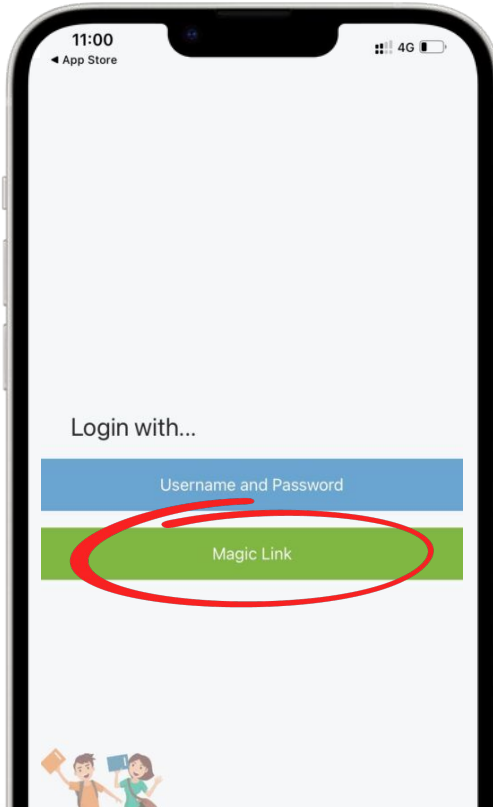 11:00
4G
◄ App Store
Login with...
Username and Password
Magic Link